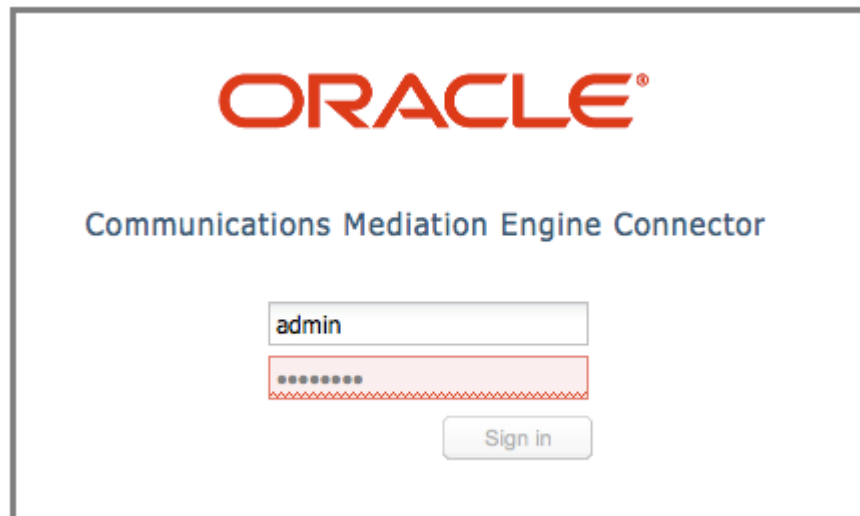 ORACLE®
Communications Mediation Engine Connector
admin
••••••••
Sign in